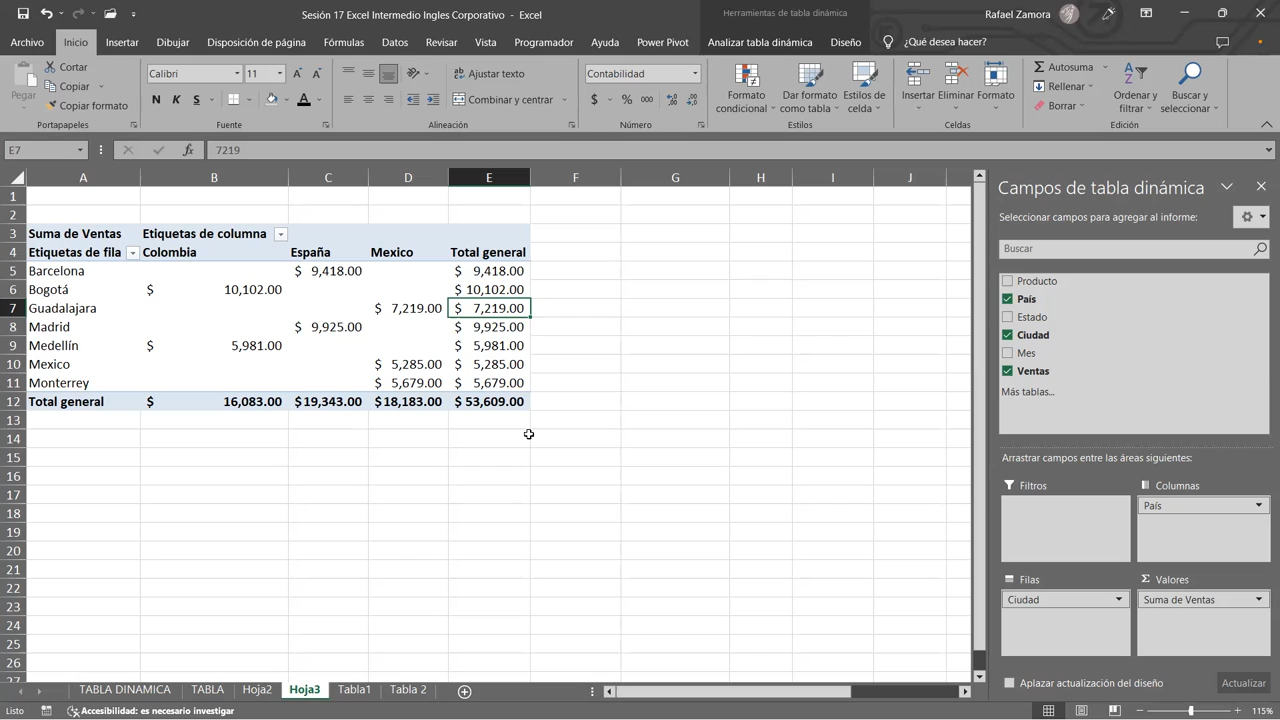 Sesión 17 Excel Intermedio Ingles Corporativo - Excel
Herramientas de tabla dinámica
Rafael Zamora
Archivo Inicio Insertar Dibujar Disposición de página Fórmulas Datos Revisar Vista Programador Ayuda Power Pivot Analizar tabla dinámica Diseño ¿Qué desea hacer?
Pegar
Cortar
Copiar
Copiar formato
Portapapeles
Calibri 11
N K S
Fuente
Ajustar texto
Combinar y centrar
Alineación
Contabilidad
$ % 000
Número
Formato condicional
Dar formato como tabla
Estilos de celda
Estilos
Insertar Eliminar Formato
Celdas
Autosuma
Rellenar
Borrar
Ordenar y filtrar
Buscar y seleccionar
Edición
E7 fx 7219
A B C D E F G H I J
1
2
3 Suma de Ventas Etiquetas de columna
4 Etiquetas de fila Colombia España Mexico Total general
5 Barcelona $ 9,418.00 $ 9,418.00
6 Bogotá $ 10,102.00 $ 10,102.00
7 Guadalajara $ 7,219.00 $ 7,219.00
8 Madrid $ 9,925.00 $ 9,925.00
9 Medellín $ 5,981.00 $ 5,981.00
10 Mexico $ 5,285.00 $ 5,285.00
11 Monterrey $ 5,679.00 $ 5,679.00
12 Total general $ 16,083.00 $19,343.00 $18,183.00 $ 53,609.00
13
14
15
16
17
18
19
20
21
22
23
24
25
26
27
Campos de tabla dinámica
Seleccionar campos para agregar al informe:
Buscar
Producto
País
Estado
Ciudad
Mes
Ventas
Más tablas...
Arrastrar campos entre las áreas siguientes:
Filtros
Columnas
País
Filas
Ciudad
Σ Valores
Suma de Ventas
Aplazar actualización del diseño
Actualizar
TABLA DINAMICA TABLA Hoja2 Hoja3 Tabla1 Tabla 2
Listo
Accesibilidad: es necesario investigar
115%